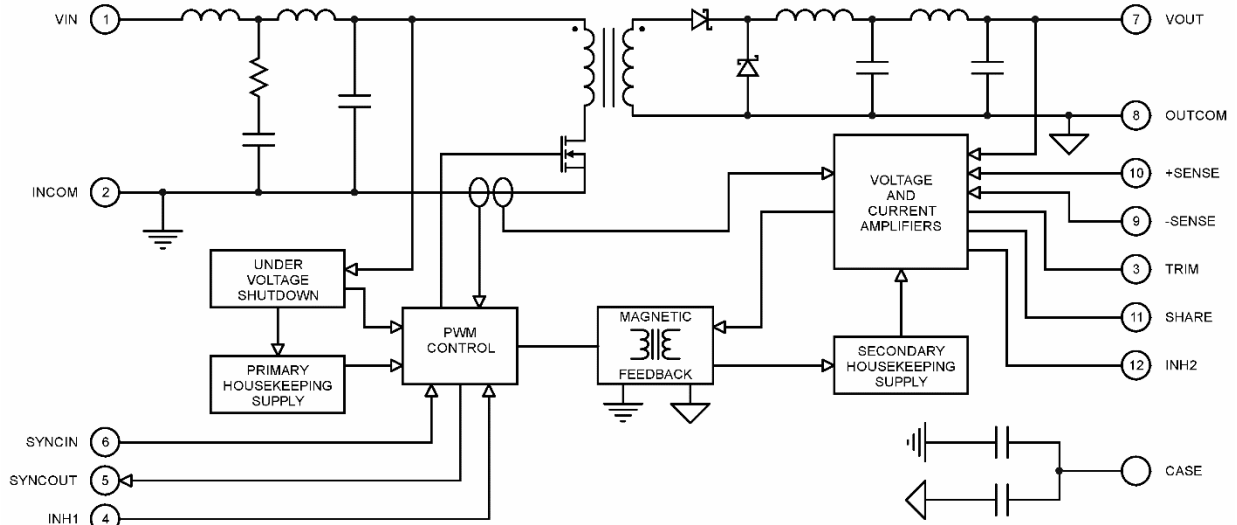 VIN 1
7 VOUT
8 OUTCOM
INCOM 2
VOLTAGE
AND
CURRENT
AMPLIFIERS
10 +SENSE
9 -SENSE
3 TRIM
11 SHARE
12 INH2
UNDER
VOLTAGE
SHUTDOWN
PWM
CONTROL
MAGNETIC
FEEDBACK
PRIMARY
HOUSEKEEPING
SUPPLY
SECONDARY
HOUSEKEEPING
SUPPLY
SYNCIN 6
SYNCOUT 5
INH1 4
CASE